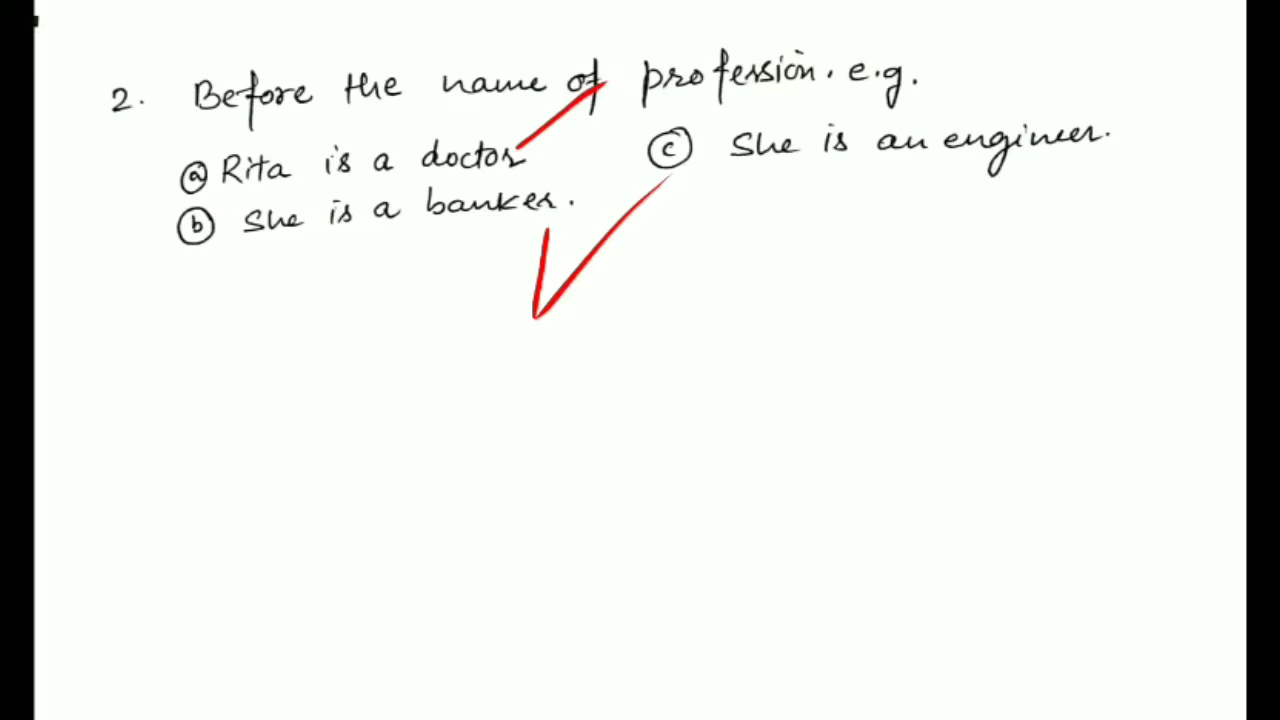 2. Before the name of profession. e.g.
ⓐ Rita is a doctor
ⓑ She is a banker.
ⓒ She is an engineer.